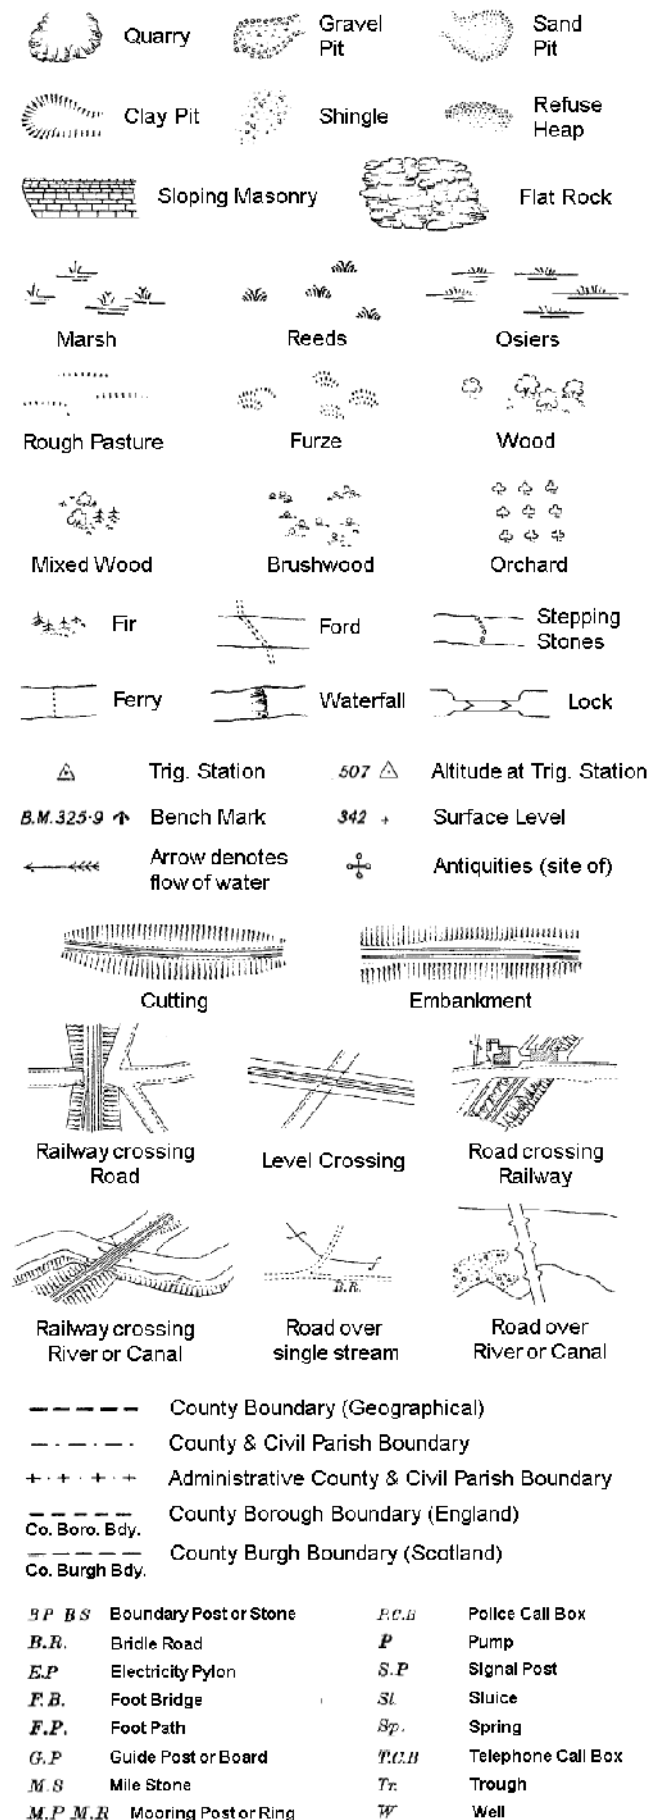 Quarry
Gravel
Pit
Sand
Pit
Clay Pit
Shingle
Refuse
Heap
Sloping Masonry
Flat Rock
Marsh
Reeds
Osiers
Rough Pasture
Furze
Wood
Mixed Wood
Brushwood
Orchard
Fir
Ford
Stepping
Stones
Ferry
Waterfall
Lock
Trig. Station
507
Altitude at Trig. Station
B.M.325·9
Bench Mark
342 +
Surface Level
Arrow denotes
flow of water
Antiquities (site of)
Cutting
Embankment
Railway crossing
Road
Level Crossing
Road crossing
Railway
B.R.
Railway crossing
River or Canal
Road over
single stream
Road over
River or Canal
County Boundary (Geographical)
County & Civil Parish Boundary
Administrative County & Civil Parish Boundary
County Borough Boundary (England)
Co. Boro. Bdy.
County Burgh Boundary (Scotland)
Co. Burgh Bdy.
B P B S Boundary Post or Stone
P.C.B Police Call Box
B.R. Bridle Road
P Pump
E.P Electricity Pylon
S.P Signal Post
F.B. Foot Bridge
Sl. Sluice
F.P. Foot Path
Sp. Spring
G.P Guide Post or Board
T.C.B Telephone Call Box
M.S Mile Stone
Tr. Trough
M.P M.R Mooring Post or Ring
W Well